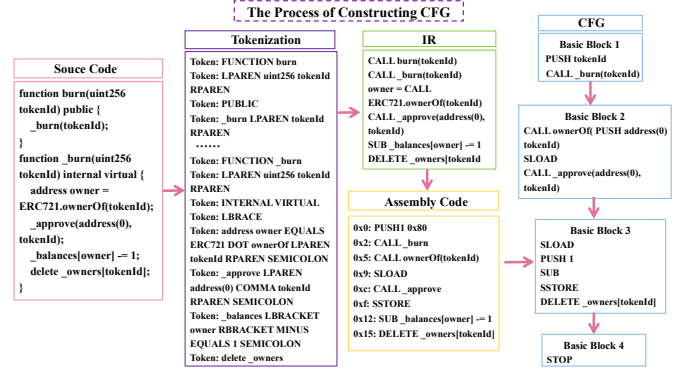 The Process of Constructing CFG
Souce Code
function burn(uint256
tokenId) public {
_burn(tokenId);
}
function _burn(uint256
tokenId) internal virtual {
address owner =
ERC721.ownerOf(tokenId);
_approve(address(0),
tokenId);
_balances[owner] -= 1;
delete _owners[tokenId];
}
Tokenization
Token: FUNCTION burn
Token: LPAREN uint256 tokenId
RPAREN
Token: PUBLIC
Token: _burn LPAREN tokenId
RPAREN
······
Token: FUNCTION _burn
Token: LPAREN uint256 tokenId
RPAREN
Token: INTERNAL VIRTUAL
Token: LBRACE
Token: address owner EQUALS
ERC721 DOT ownerOf LPAREN
tokenId RPAREN SEMICOLON
Token: _approve LPAREN
address(0) COMMA tokenId
RPAREN SEMICOLON
Token: _balances LBRACKET
owner RBRACKET MINUS
EQUALS 1 SEMICOLON
Token: delete _owners
IR
CALL burn(tokenId)
CALL _burn(tokenId)
owner = CALL
ERC721.ownerOf(tokenId)
CALL _approve(address(0),
tokenId)
SUB _balances[owner] -= 1
DELETE _owners[tokenId
Assembly Code
0x0: PUSH1 0x80
0x2: CALL _burn
0x5: CALL ownerOf(tokenId)
0x9: SLOAD
0xc: CALL _approve
0xf: SSTORE
0x12: SUB _balances[owner] -= 1
0x15: DELETE _owners[tokenId]
CFG
Basic Block 1
PUSH tokenId
CALL _burn(tokenId)
Basic Block 2
CALL ownerOf( PUSH address(0)
tokenId)
SLOAD
CALL _approve(address(0),
tokenId)
Basic Block 3
SLOAD
PUSH 1
SUB
SSTORE
DELETE _owners[tokenId]
Basic Block 4
STOP